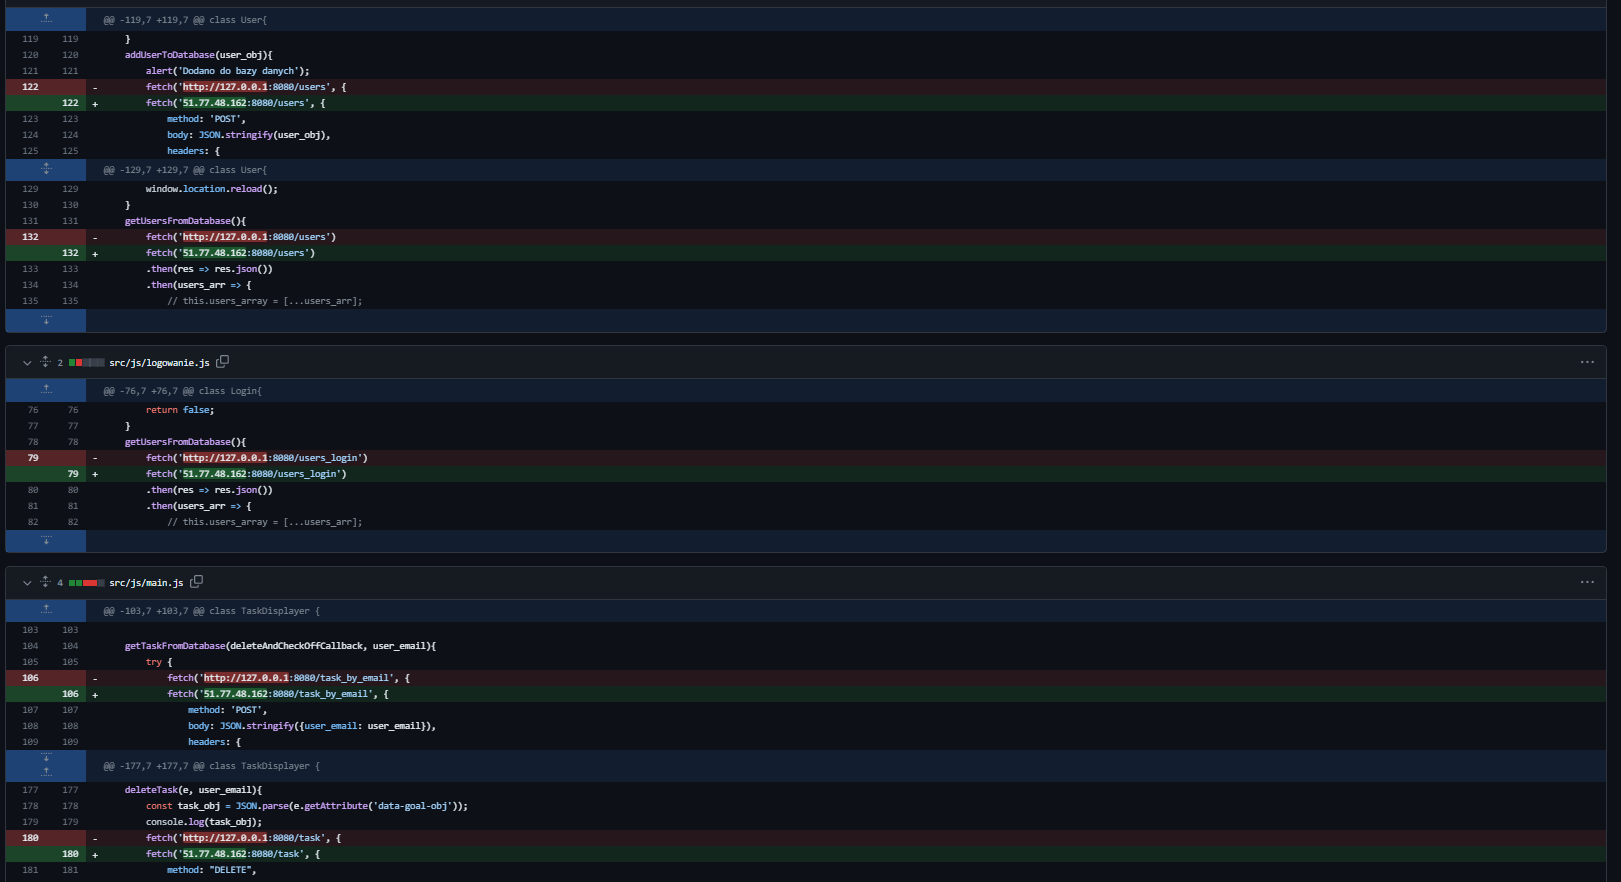 @@ -119,7 +119,7 @@ class User{
119 119 }
120 120 addUserToDatabase(user_obj){
121 121 alert('Dodano do bazy danych');
122 - fetch('http://127.0.0.1:8080/users', {
122 + fetch('51.77.48.162:8080/users', {
123 123 method: 'POST',
124 124 body: JSON.stringify(user_obj),
125 125 headers: {
@@ -129,7 +129,7 @@ class User{
129 129 window.location.reload();
130 130 }
131 131 getUsersFromDatabase(){
132 - fetch('http://127.0.0.1:8080/users')
132 + fetch('51.77.48.162:8080/users')
133 133 .then(res => res.json())
134 134 .then(users_arr => {
135 135 // this.users_array = [...users_arr];
2 src/js/logowanie.js
@@ -76,7 +76,7 @@ class Login{
76 76 return false;
77 77 }
78 78 getUsersFromDatabase(){
79 - fetch('http://127.0.0.1:8080/users_login')
79 + fetch('51.77.48.162:8080/users_login')
80 80 .then(res => res.json())
81 81 .then(users_arr => {
82 82 // this.users_array = [...users_arr];
4 src/js/main.js
@@ -103,7 +103,7 @@ class TaskDisplayer {
103 103
104 104 getTaskFromDatabase(deleteAndCheckOffCallback, user_email){
105 105 try {
106 - fetch('http://127.0.0.1:8080/task_by_email', {
106 + fetch('51.77.48.162:8080/task_by_email', {
107 107 method: 'POST',
108 108 body: JSON.stringify({user_email: user_email}),
109 109 headers: {
@@ -177,7 +177,7 @@ class TaskDisplayer {
177 177 deleteTask(e, user_email){
178 178 const task_obj = JSON.parse(e.getAttribute('data-goal-obj'));
179 179 console.log(task_obj);
180 - fetch('http://127.0.0.1:8080/task', {
180 + fetch('51.77.48.162:8080/task', {
181 181 method: "DELETE",